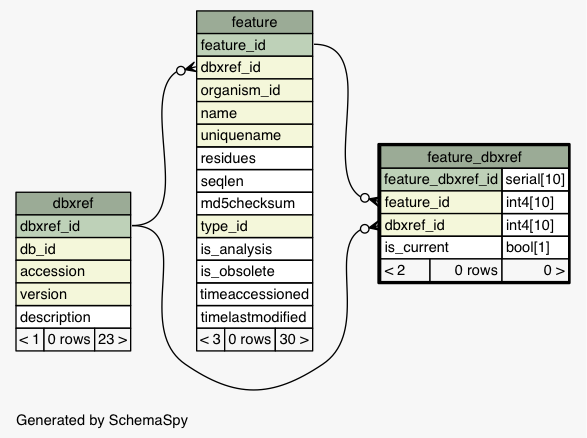 feature
feature_id
dbxref_id
organism_id
name
uniquename
residues
seqlen
md5checksum
type_id
is_analysis
is_obsolete
timeaccessioned
timelastmodified
< 3 0 rows 30 >
feature_dbxref
feature_dbxref_id serial[10]
feature_id int4[10]
dbxref_id int4[10]
is_current bool[1]
< 2 0 rows 0 >
dbxref
dbxref_id
db_id
accession
version
description
< 1 0 rows 23 >
Generated by SchemaSpy